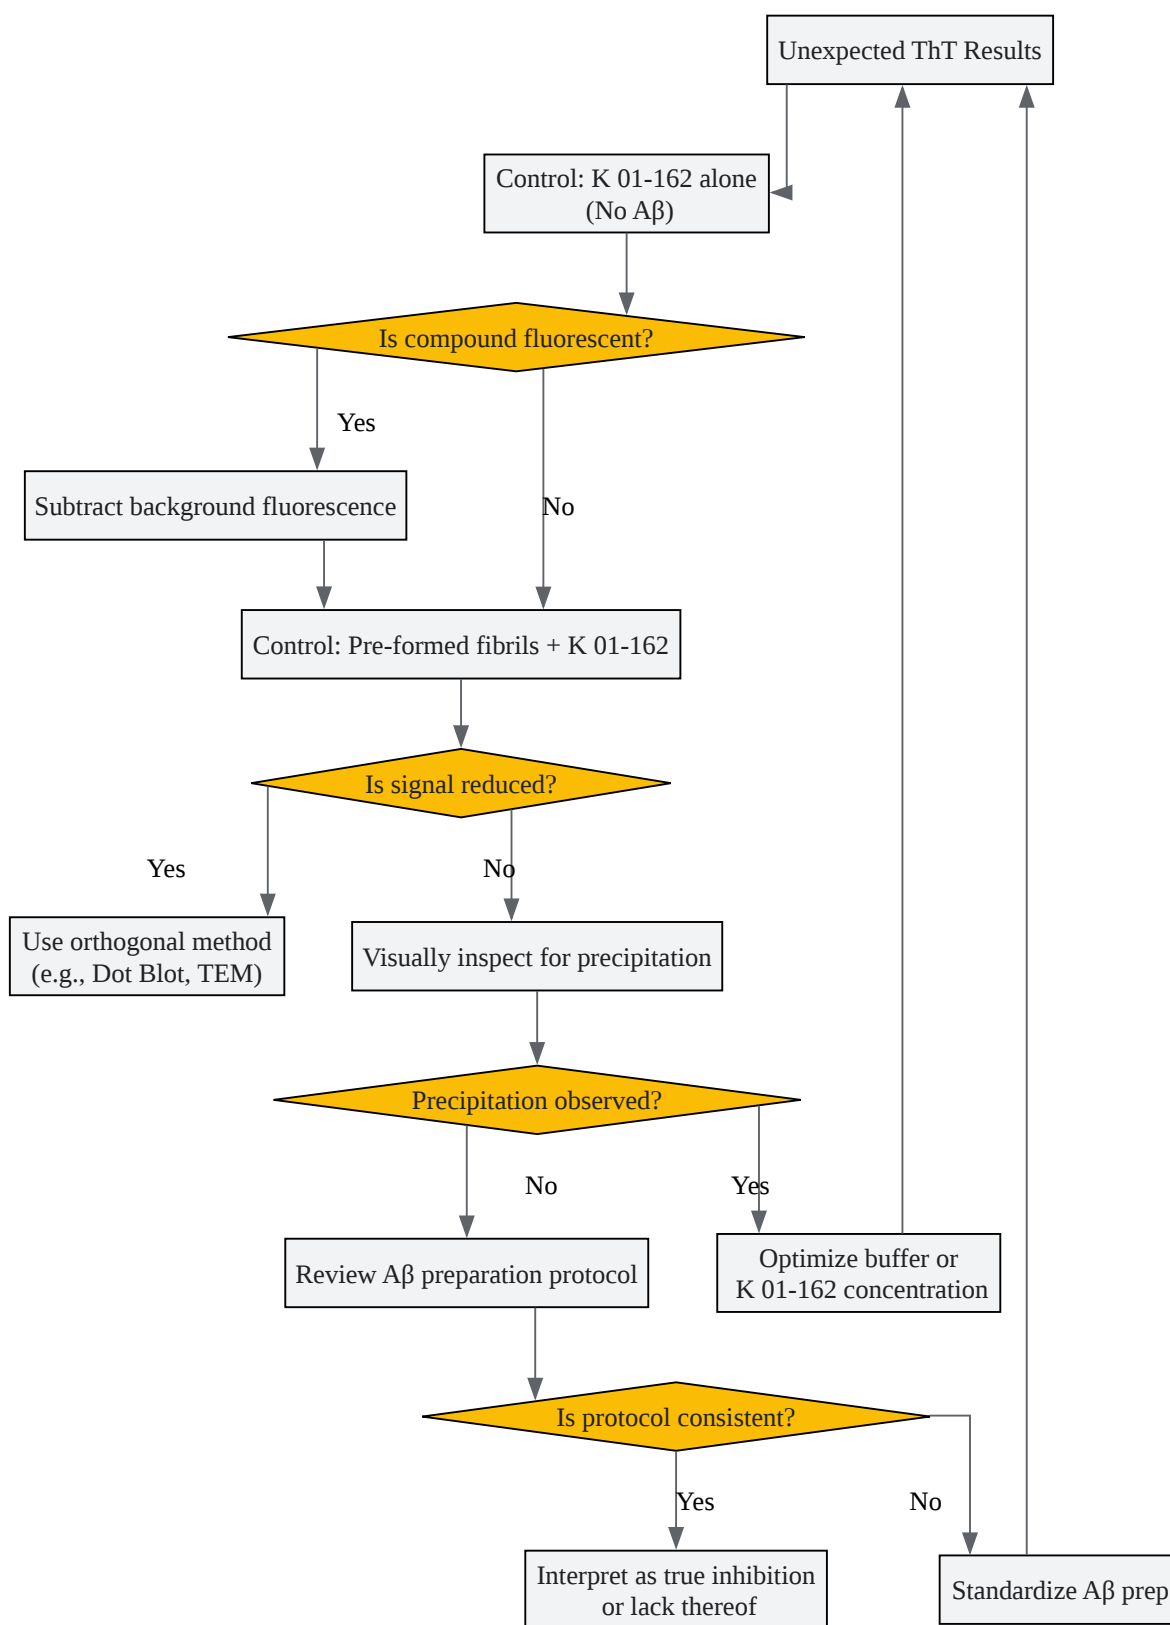 Unexpected ThT Results
Control: K 01-162 alone
(No Aβ)
Is compound fluorescent?
Yes
Subtract background fluorescence
No
Control: Pre-formed fibrils + K 01-162
Is signal reduced?
Yes
No
Use orthogonal method
(e.g., Dot Blot, TEM)
Visually inspect for precipitation
Precipitation observed?
No
Yes
Review Aβ preparation protocol
Optimize buffer or
K 01-162 concentration
Is protocol consistent?
Yes
No
Interpret as true inhibition
or lack thereof
Standardize Aβ prep